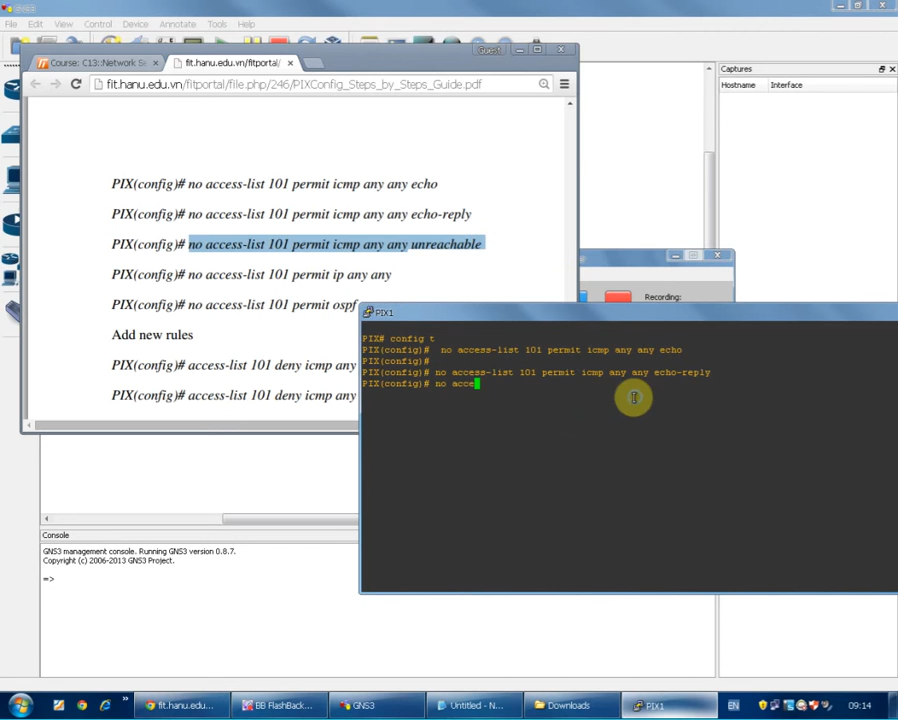 GNS3
File Edit View Control Device Annotate Tools Help
Guest
Course: C13::Network Se
fit.hanu.edu.vn/fitportal/
fit.hanu.edu.vn/fitportal/file.php/246/PIXConfig_Steps_by_Steps_Guide.pdf
PIX(config)# no access-list 101 permit icmp any any echo
PIX(config)# no access-list 101 permit icmp any any echo-reply
PIX(config)# no access-list 101 permit icmp any any unreachable
PIX(config)# no access-list 101 permit ip any any
PIX(config)# no access-list 101 permit ospf
Add new rules
PIX(config)# access-list 101 deny icmp any
PIX(config)# access-list 101 deny icmp any
Captures
Hostname Interface
Recording:
PIX1
PIX# config t
PIX(config)#  no access-list 101 permit icmp any any echo
PIX(config)#
PIX(config)# no access-list 101 permit icmp any any echo-reply
PIX(config)# no acce
Console
GNS3 management console. Running GNS3 version 0.8.7.
Copyright (c) 2006-2013 GNS3 Project.
=>
fit.hanu.edu...
BB FlashBack...
GNS3
Untitled - N...
Downloads
PIX1
EN
09:14